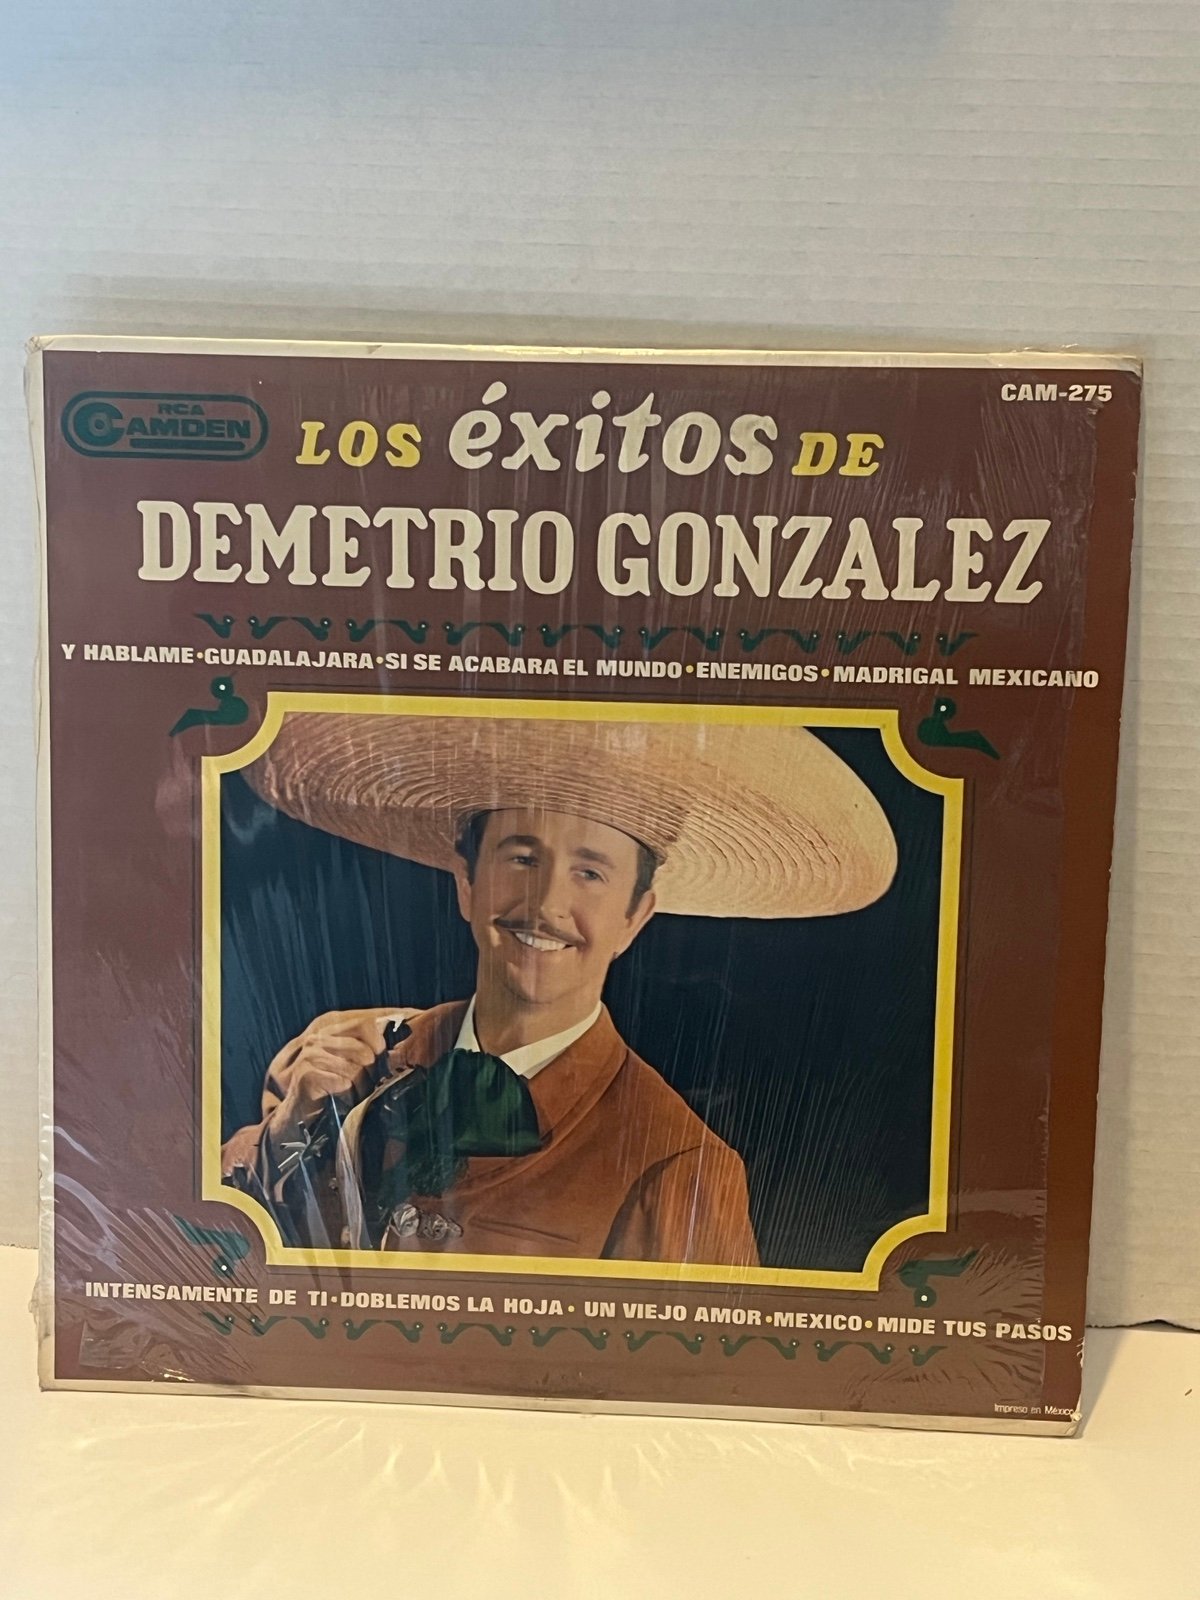 RCA
CAMDEN
CAM-275
LOS éxitos DE
DEMETRIO GONZALEZ
Y HABLAME•GUADALAJARA•SI SE ACABARA EL MUNDO•ENEMIGOS•MADRIGAL MEXICANO
INTENSAMENTE DE TI•DOBLEMOS LA HOJA•UN VIEJO AMOR•MEXICO•MIDE TUS PASOS
Impreso en México